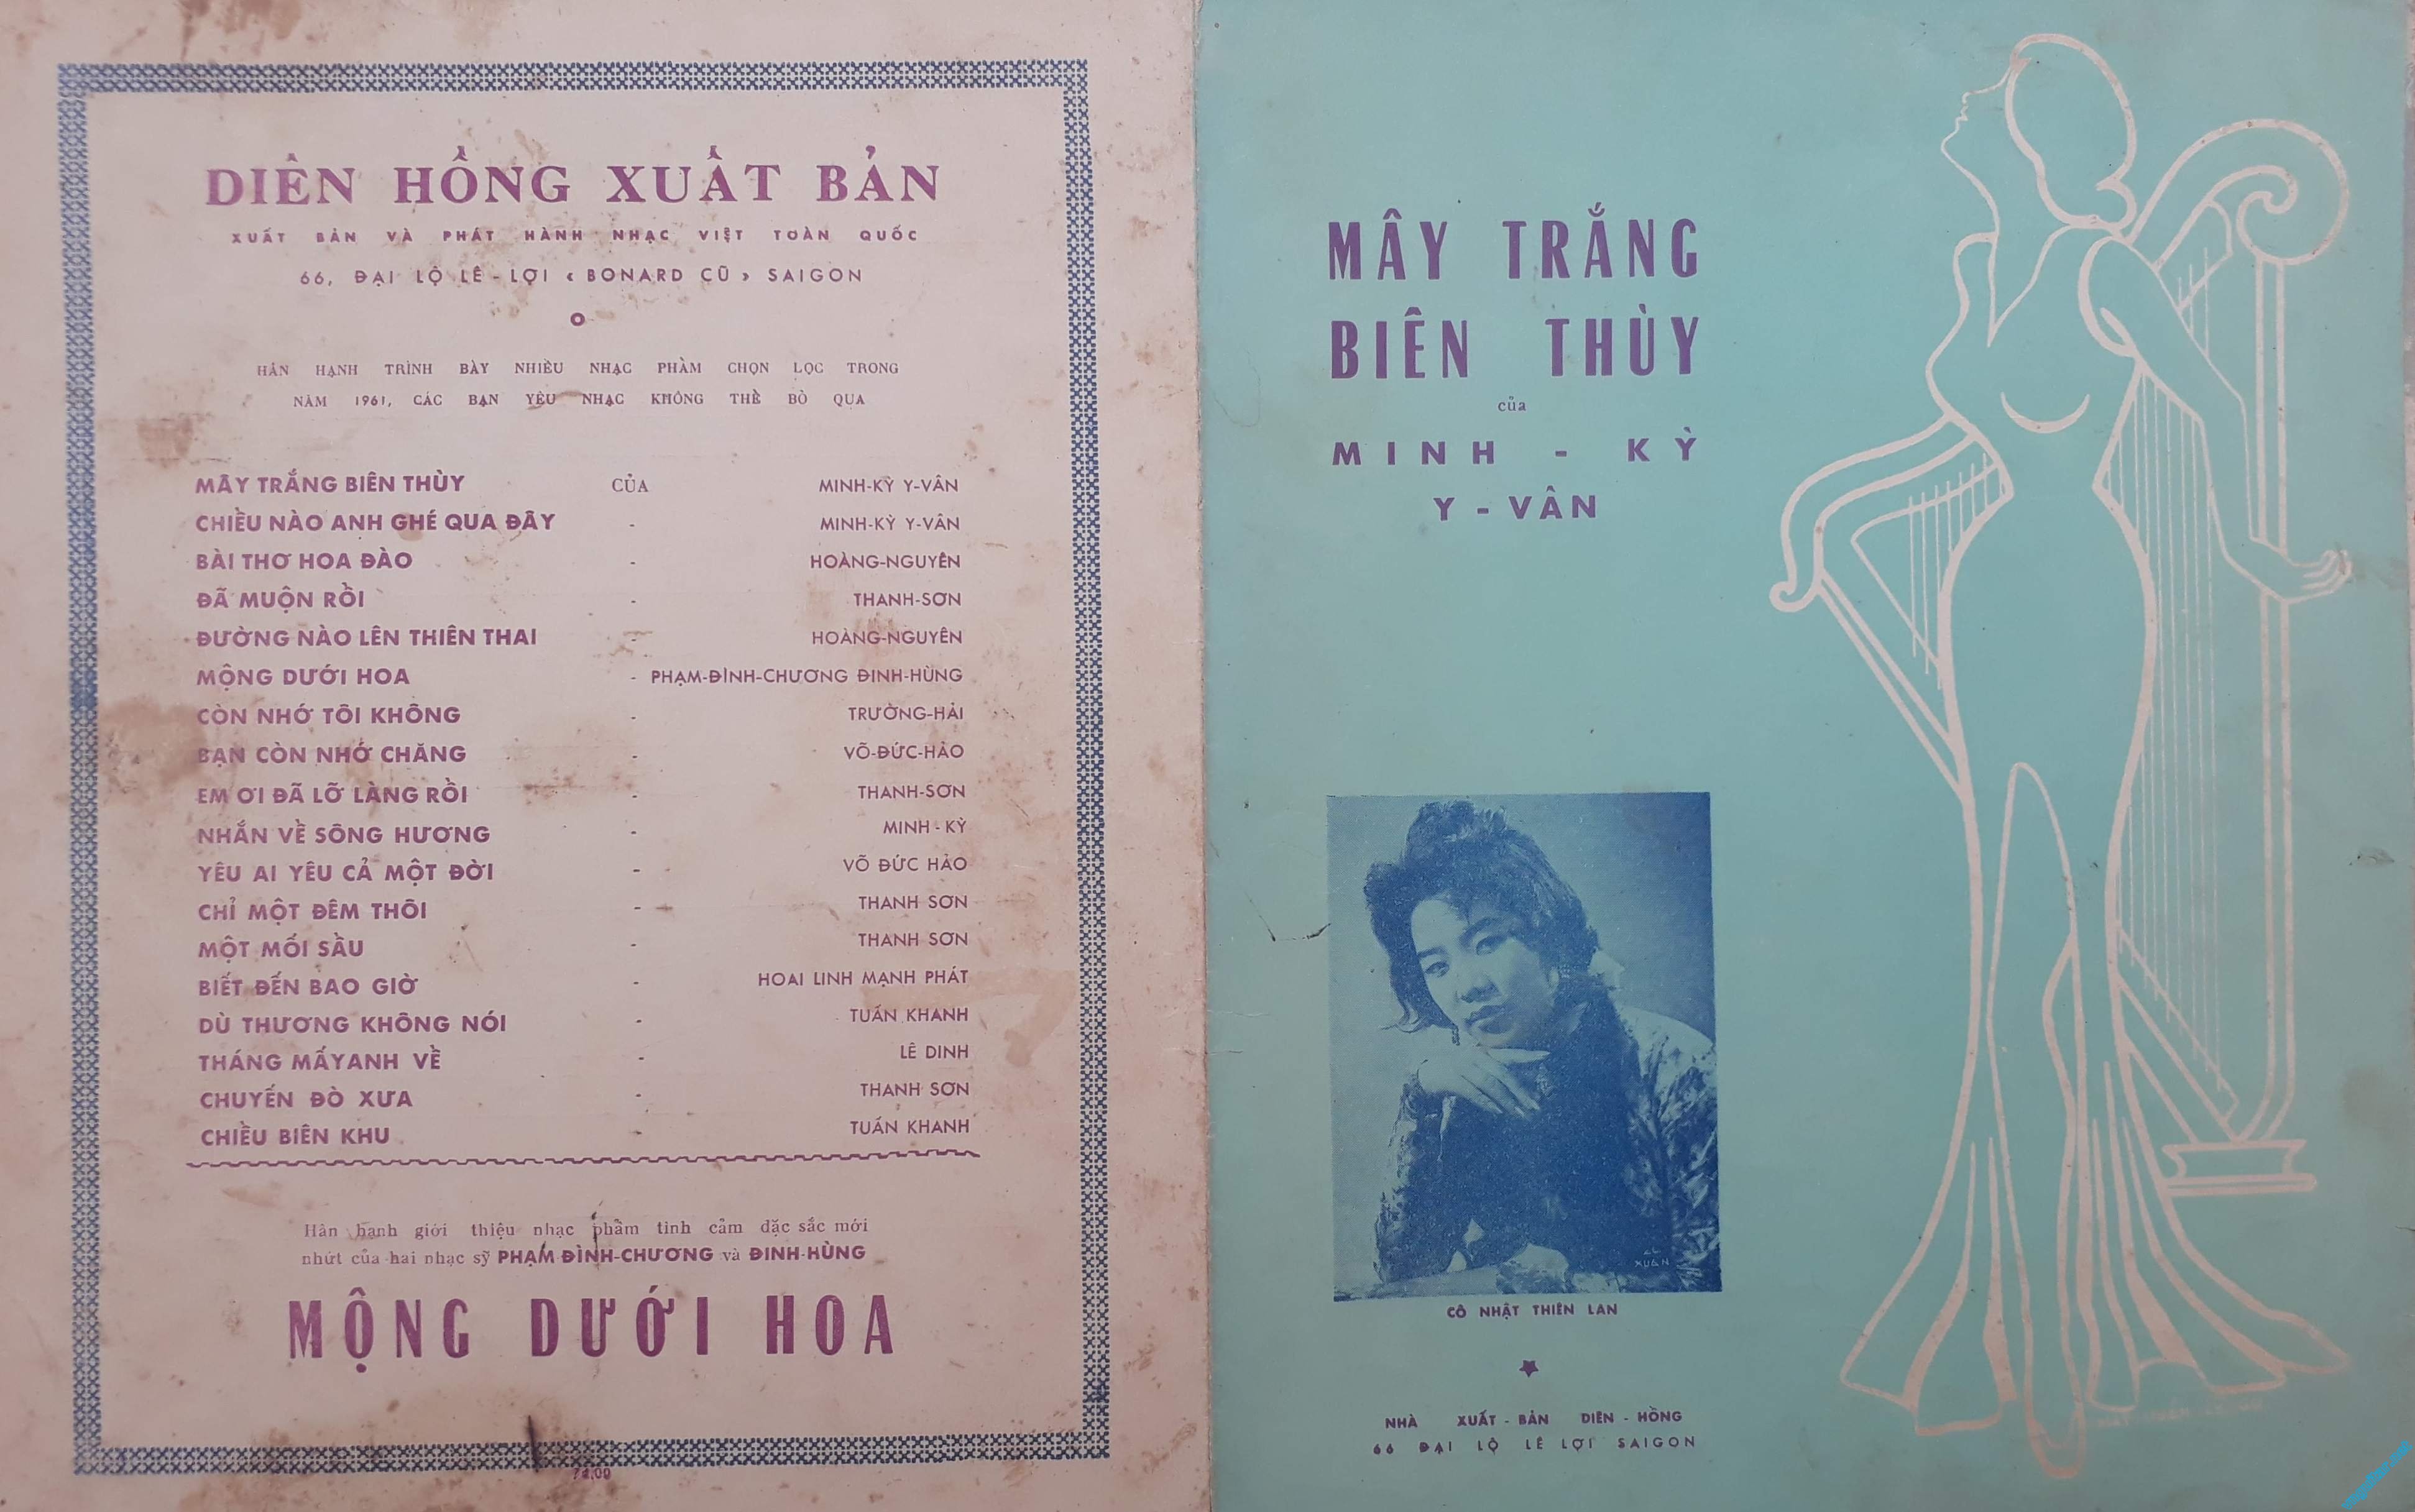 DIÊN HỒNG XUẤT BẢN
XUẤT BẢN VÀ PHÁT HÀNH NHẠC VIỆT TOÀN QUỐC
66, ĐẠI LỘ LÊ - LỢI « BONARD CŨ » SAIGON
HÂN HẠNH TRÌNH BÀY NHIỀU NHẠC PHẨM CHỌN LỌC TRONG
NĂM 1961, CÁC BẠN YÊU NHẠC KHÔNG THỂ BỎ QUA
MÂY TRẮNG BIÊN THÙY CỦA MINH-KỲ Y-VÂN
CHIỀU NÀO ANH GHÉ QUA ĐÂY - MINH-KỲ Y-VÂN
BÀI THƠ HOA ĐÀO - HOÀNG-NGUYÊN
ĐÃ MUỘN RỒI - THANH-SƠN
ĐƯỜNG NÀO LÊN THIÊN THAI - HOÀNG-NGUYÊN
MỘNG DƯỚI HOA - PHẠM-ĐÌNH-CHƯƠNG ĐINH-HÙNG
CÒN NHỚ TÔI KHÔNG - TRƯỜNG-HẢI
BẠN CÒN NHỚ CHĂNG - VÕ-ĐỨC-HẢO
EM ƠI ĐÃ LỠ LÀNG RỒI - THANH-SƠN
NHẮN VỀ SÔNG HƯƠNG - MINH - KỲ
YÊU AI YÊU CẢ MỘT ĐỜI - VÕ ĐỨC HẢO
CHỈ MỘT ĐÊM THÔI - THANH SƠN
MỘT MỐI SẦU - THANH SƠN
BIẾT ĐẾN BAO GIỜ - HOAI LINH MẠNH PHÁT
DÙ THƯƠNG KHÔNG NÓI - TUẤN KHANH
THÁNG MẤYANH VỀ - LÊ DINH
CHUYẾN ĐÒ XƯA - THANH SƠN
CHIỀU BIÊN KHU - TUẤN KHANH
Hân hạnh giới thiệu nhạc phẩm tình cảm đặc sắc mới
nhứt của hai nhạc sỹ PHẠM ĐÌNH-CHƯƠNG và ĐINH-HÙNG
MỘNG DƯỚI HOA
MÂY TRẮNG
BIÊN THÙY
của
MINH - KỲ
Y - VÂN
XUÂN
CÔ NHẬT THIÊN LAN
NHÀ XUẤT - BẢN DIÊN - HỒNG
66 ĐẠI LỘ LÊ LỢI SAIGON